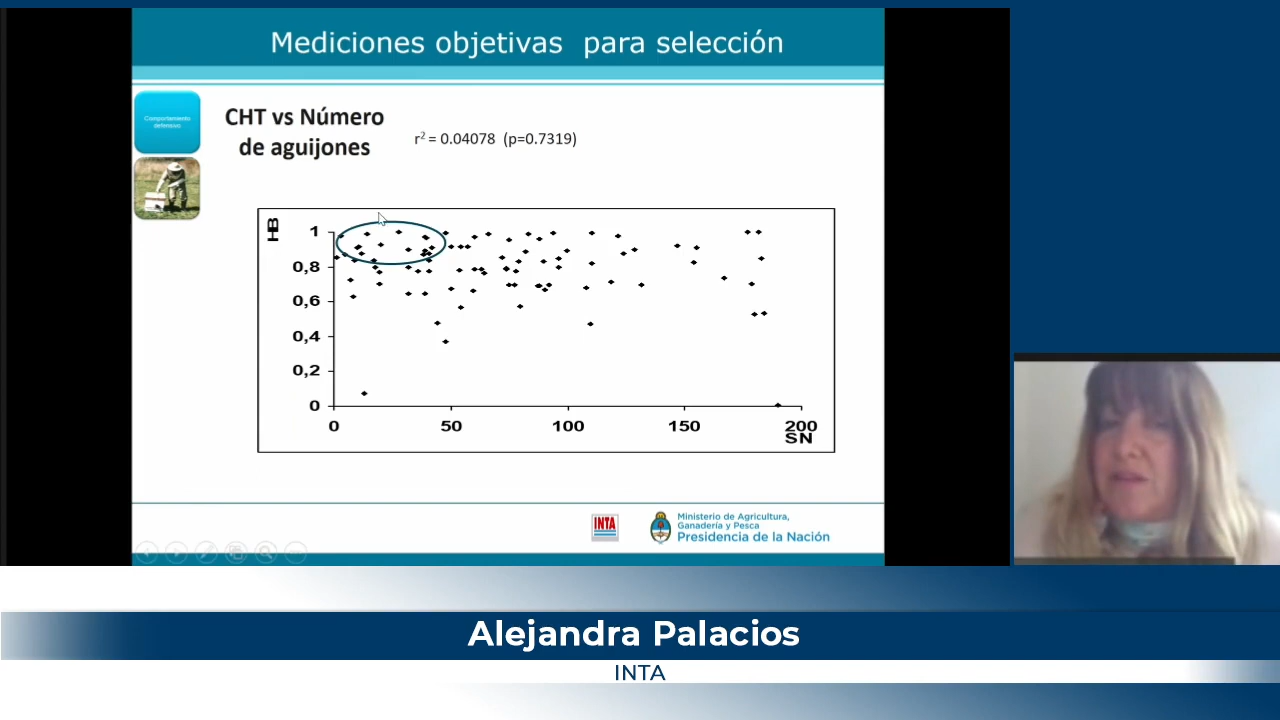 Mediciones objetivas para selección
Comportamiento
defensivo
CHT vs Número
de aguijones
r² = 0.04078 (p=0.7319)
HB
1
0,8
0,6
0,4
0,2
0
0 50 100 150 200
SN
INTA
Ministerio de Agricultura,
Ganadería y Pesca
Presidencia de la Nación
Alejandra Palacios
INTA